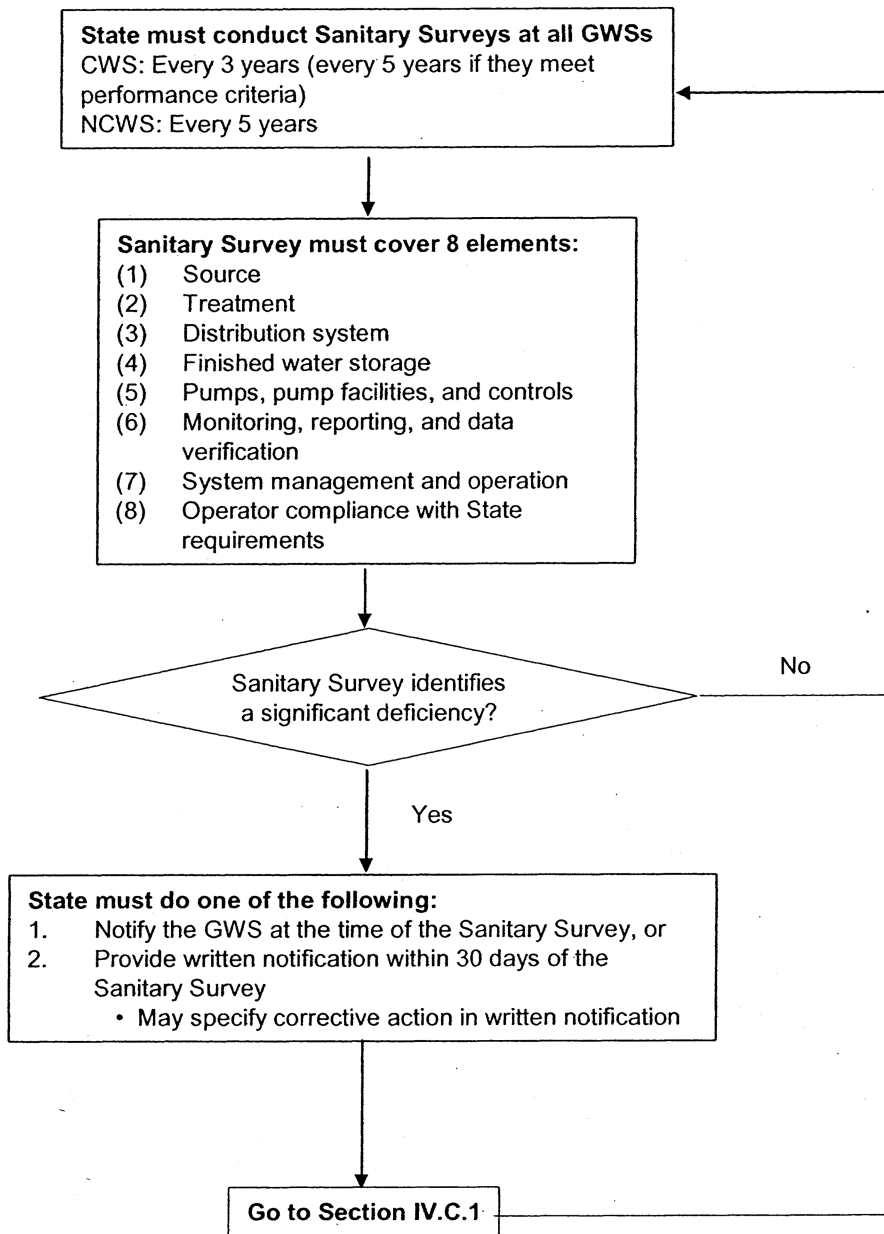 State must conduct Sanitary Surveys at all GWSs
CWS: Every 3 years (every 5 years if they meet
performance criteria)
NCWS: Every 5 years
Sanitary Survey must cover 8 elements:
(1) Source
(2) Treatment
(3) Distribution system
(4) Finished water storage
(5) Pumps, pump facilities, and controls
(6) Monitoring, reporting, and data
verification
(7) System management and operation
(8) Operator compliance with State
requirements
Sanitary Survey identifies
a significant deficiency?
No
Yes
State must do one of the following:
1. Notify the GWS at the time of the Sanitary Survey, or
2. Provide written notification within 30 days of the
Sanitary Survey
• May specify corrective action in written notification
Go to Section IV.C.1